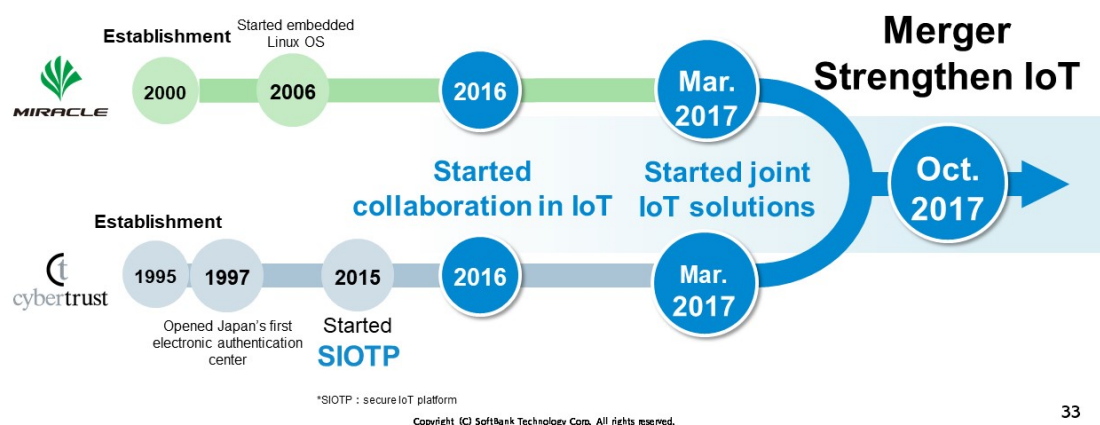 Establishment
Started embedded
Linux OS
Merger
Strengthen IoT
MIRACLE
2000
2006
2016
Mar.
2017
Started
collaboration in IoT
Started joint
IoT solutions
Oct.
2017
Establishment
cybertrust
1995
1997
2015
2016
Mar.
2017
Opened Japan's first
electronic authentication
center
Started
SIOTP
*SIOTP : secure IoT platform
Copyright (C) SoftBank Technology Corp. All rights reserved.
33